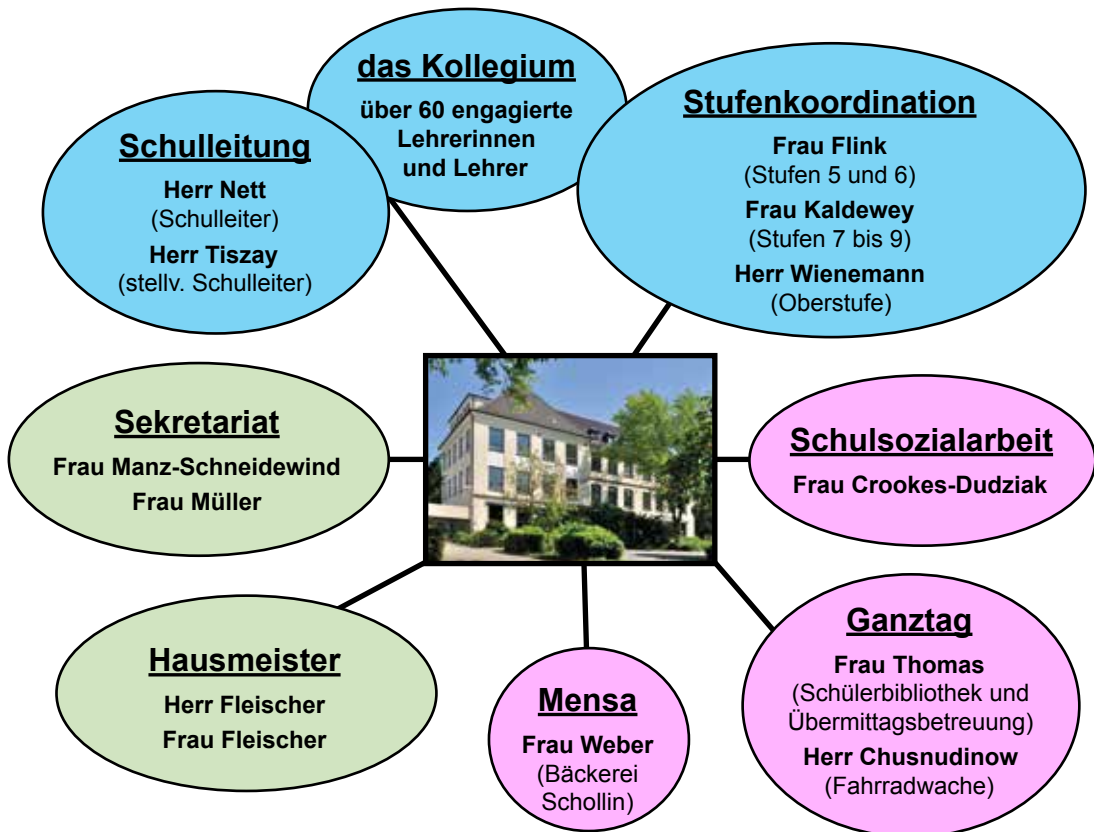 das Kollegium
über 60 engagierte
Lehrerinnen
und Lehrer
Schulleitung
Herr Nett
(Schulleiter)
Herr Tiszay
(stellv. Schulleiter)
Stufenkoordination
Frau Flink
(Stufen 5 und 6)
Frau Kaldewey
(Stufen 7 bis 9)
Herr Wienemann
(Oberstufe)
Sekretariat
Frau Manz-Schneidewind
Frau Müller
Schulsozialarbeit
Frau Crookes-Dudziak
Hausmeister
Herr Fleischer
Frau Fleischer
Mensa
Frau Weber
(Bäckerei
Schollin)
Ganztag
Frau Thomas
(Schülerbibliothek und
Übermittagsbetreuung)
Herr Chusnudinow
(Fahrradwache)